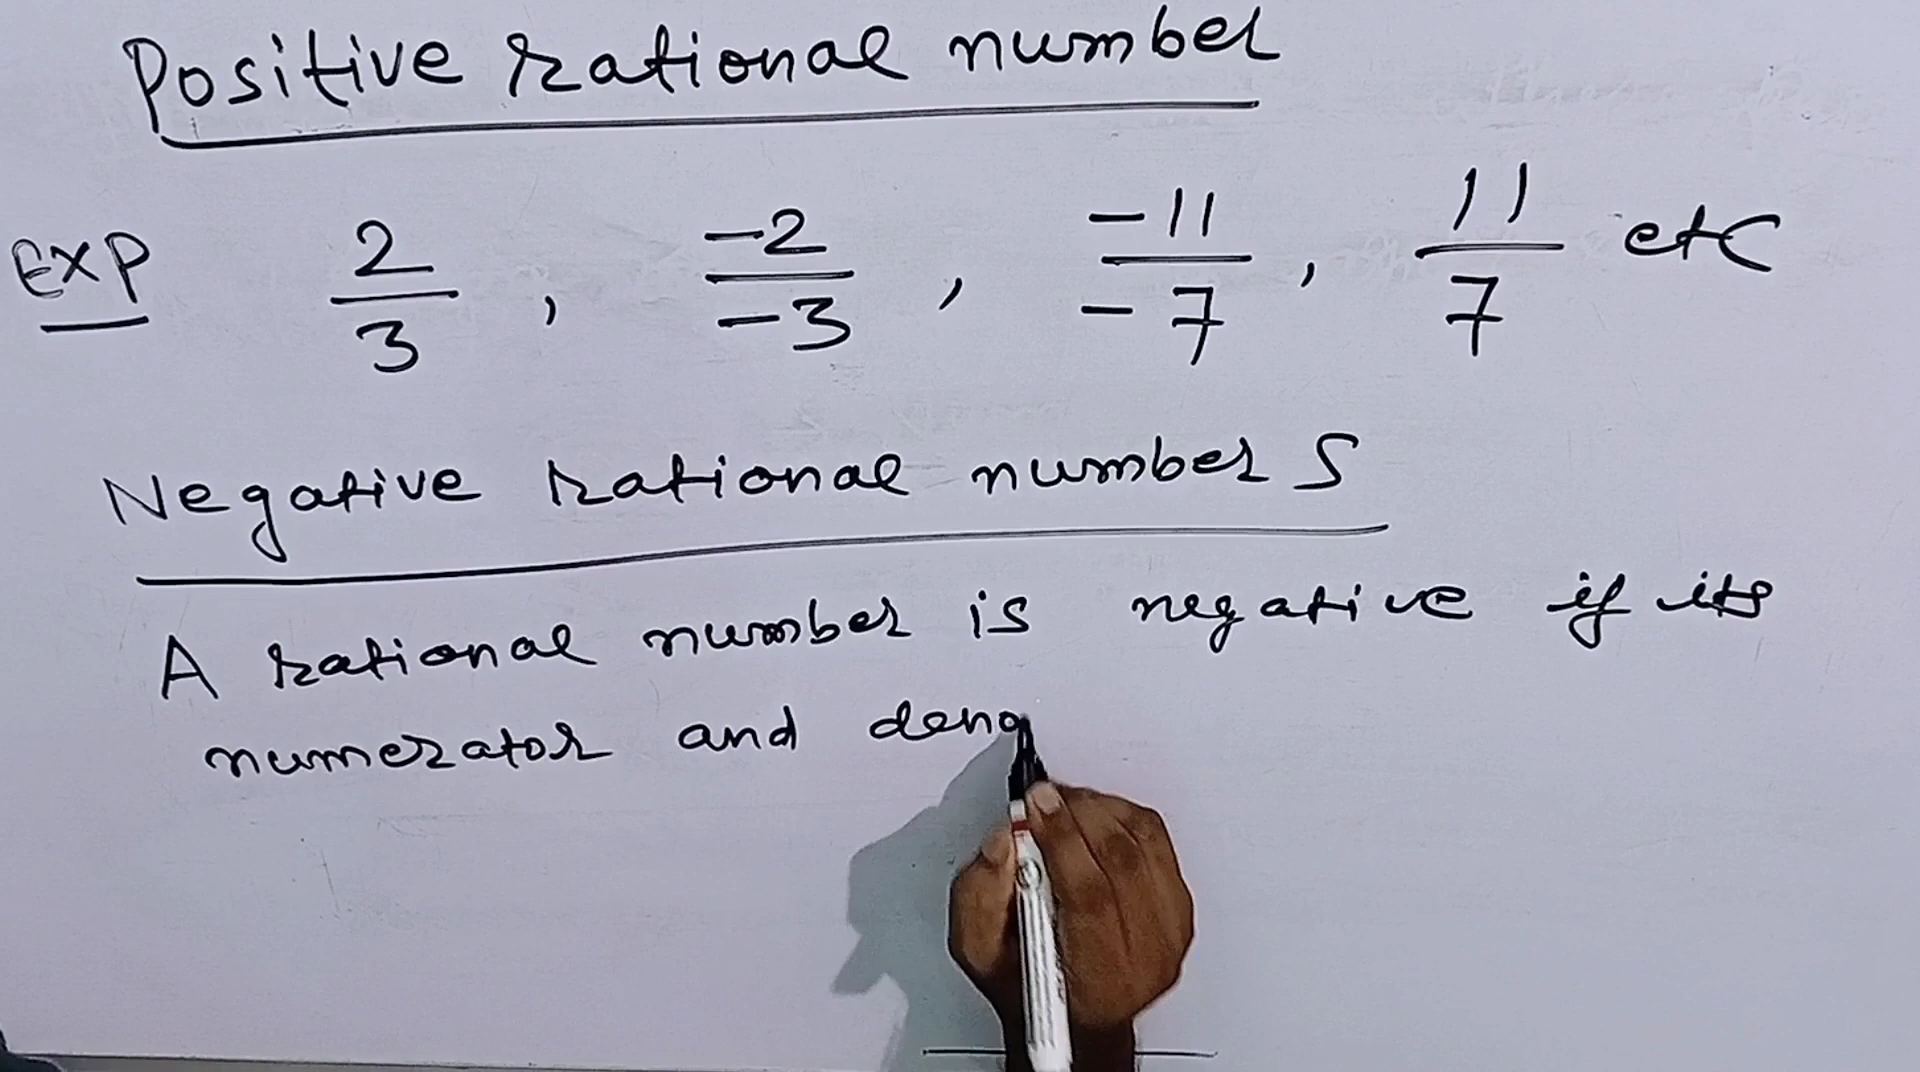 Positive rational number
Exp 2/3, -2/-3, -11/-7, 11/7 etc
Negative rational numbers
A rational number is negative if its
numerator and deno